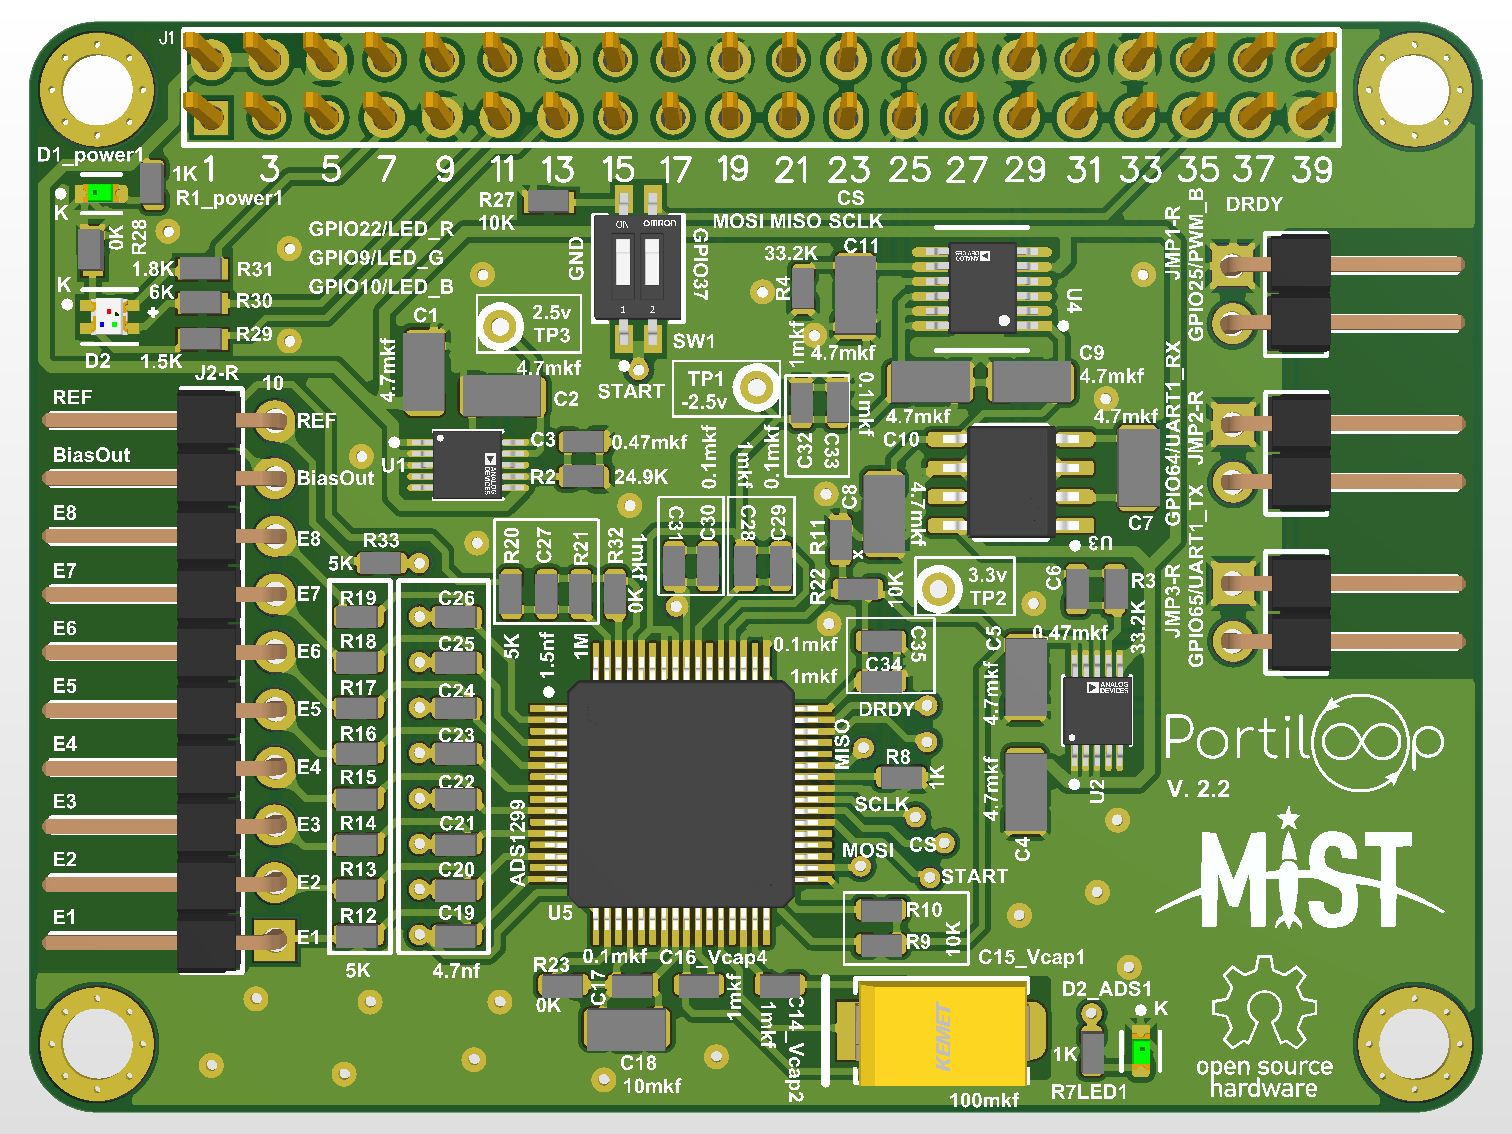 J1
1 3 5 7 9 11 13 15 17 19 21 23 25 27 29 31 33 35 37 39
D1_power1
1K
R1_power1
K
0K
R28
R27
10K
CS
MOSI MISO SCLK
DRDY
GPIO22/LED_R
GPIO9/LED_G
GPIO10/LED_B
1.8K
R31
6K
R30
R29
1.5K
K
D2
GND
ON
OMRON
1 2
GPIO37
SW1
START
33.2K
R4
C11
4.7mkf
U4
JMP1-R
GPIO25/PWM_B
2.5v
TP3
C1
4.7mkf
4.7mkf
C2
TP1
-2.5v
1mkf
0.1mkf
C32
C33
C9
4.7mkf
4.7mkf
C10
4.7mkf
C7
U3
GPIO64/UART1_RX
JMP2-R
J2-R
10
REF
REF
BiasOut
BiasOut
E8
E8
E7
E7
E6
E6
E5
E5
E4
E4
E3
E3
E2
E2
E1
E1
U1
ANALOG
DEVICES
C3
0.47mkf
R2
24.9K
0.1mkf
1mkf
0.1mkf
C31
C30
C28
C29
C8
4.7mkf
R11
x
R22
10K
3.3v
TP2
C6
R3
0.47mkf
33.2K
JMP3-R
GPIO65/UART1_TX
R33
5K
R20
C27
R21
R32
1mkf
0K
5K
1.5nf
1M
R19
R18
R17
R16
R15
R14
R13
R12
5K
C26
C25
C24
C23
C22
C21
C20
C19
4.7nf
0.1mkf
1mkf
C34
C35
C5
4.7mkf
ANALOG
DEVICES
U2
4.7mkf
C4
DRDY
MISO
R8
1K
SCLK
CS
MOSI
START
ADS1299
U5
R10
R9
10K
Portiloop
V. 2.2
MiST
R23
0K
0.1mkf
C17
C16_Vcap4
1mkf
C14_Vcap2
1mkf
C18
10mkf
C15_Vcap1
KEMET
100mkf
D2_ADS1
K
1K
R7LED1
open source
hardware